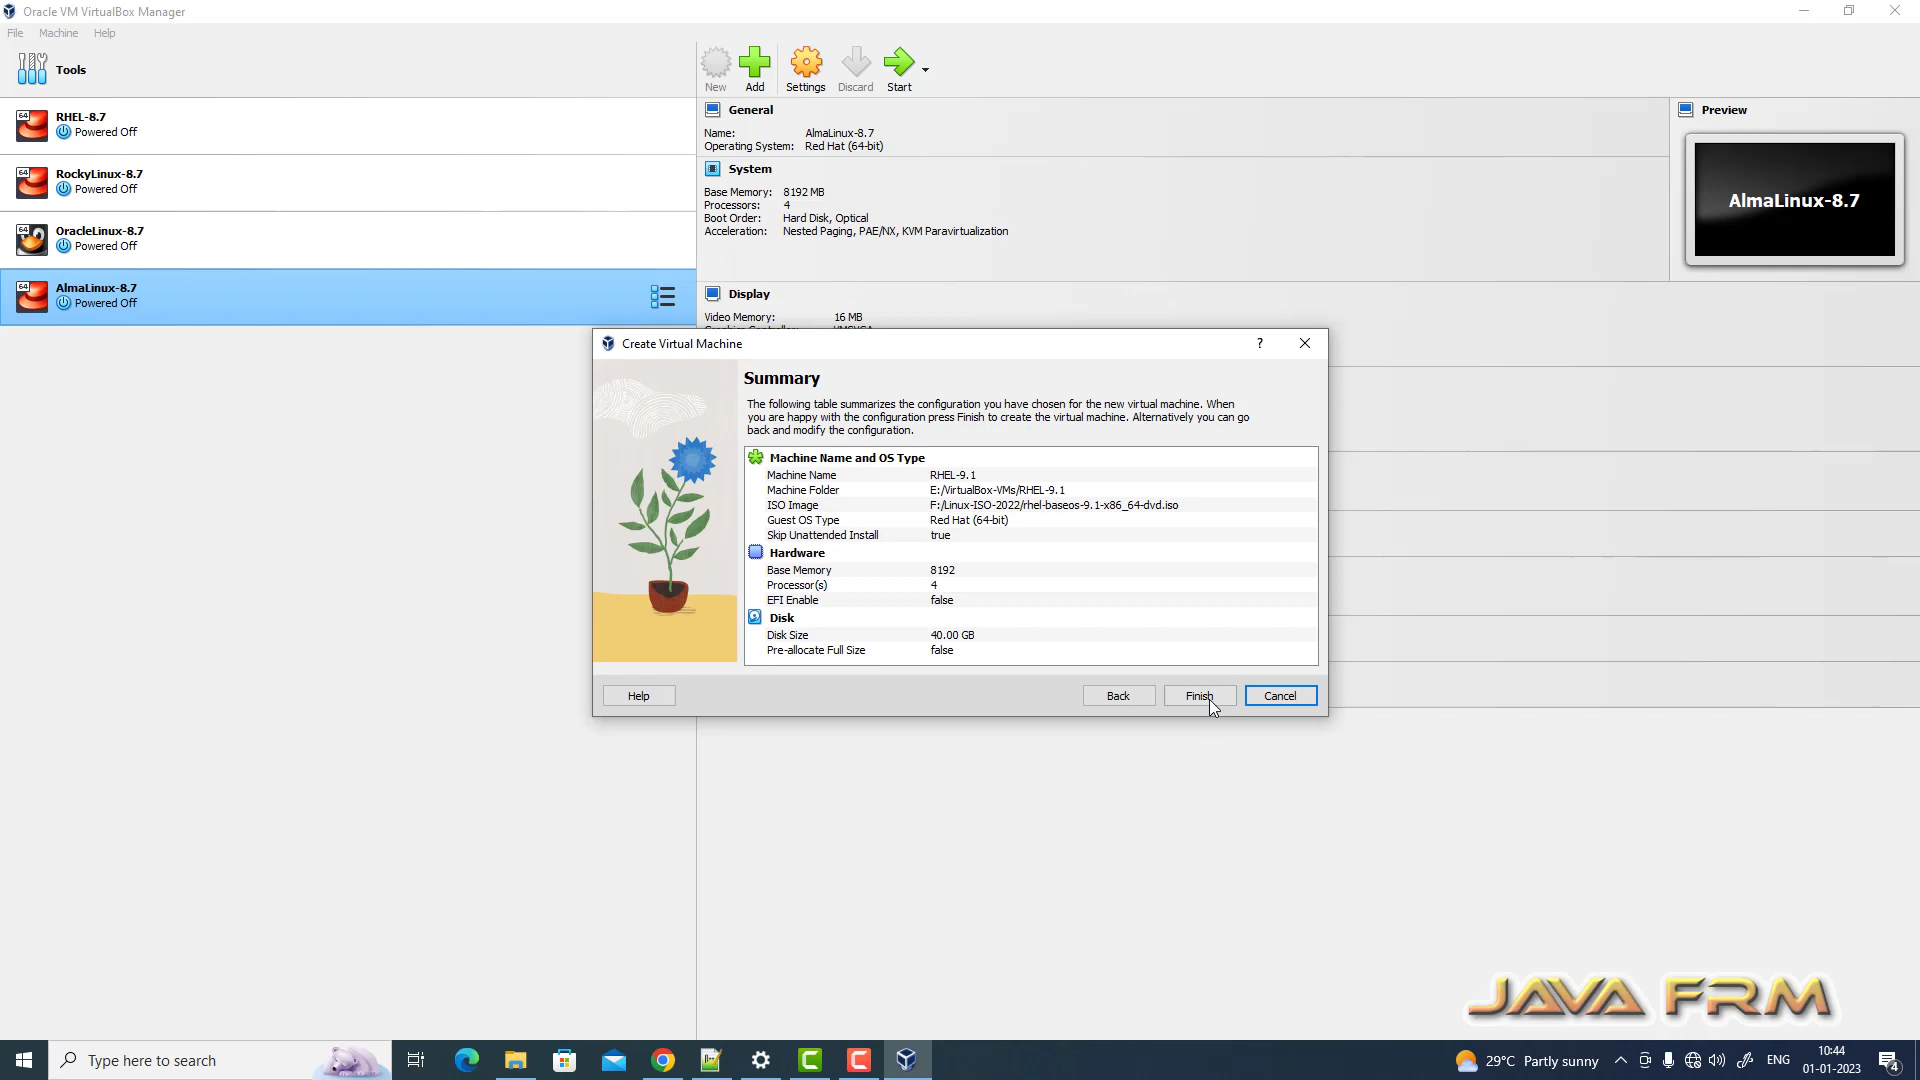 Oracle VM VirtualBox Manager
File Machine Help
Tools
New Add Settings Discard Start
64 RHEL-8.7
Powered Off
64 RockyLinux-8.7
Powered Off
64 OracleLinux-8.7
Powered Off
64 AlmaLinux-8.7
Powered Off
General
Name: AlmaLinux-8.7
Operating System: Red Hat (64-bit)
System
Base Memory: 8192 MB
Processors: 4
Boot Order: Hard Disk, Optical
Acceleration: Nested Paging, PAE/NX, KVM Paravirtualization
Preview
AlmaLinux-8.7
Display
Video Memory: 16 MB
Create Virtual Machine ?
Summary
The following table summarizes the configuration you have chosen for the new virtual machine. When
you are happy with the configuration press Finish to create the virtual machine. Alternatively you can go
back and modify the configuration.
Machine Name and OS Type
Machine Name RHEL-9.1
Machine Folder E:/VirtualBox-VMs/RHEL-9.1
ISO Image F:/Linux-ISO-2022/rhel-baseos-9.1-x86_64-dvd.iso
Guest OS Type Red Hat (64-bit)
Skip Unattended Install true
Hardware
Base Memory 8192
Processor(s) 4
EFI Enable false
Disk
Disk Size 40.00 GB
Pre-allocate Full Size false
Help Back Finish Cancel
JAVA FRM
Type here to search
29°C Partly sunny
ENG
10:44
01-01-2023
4